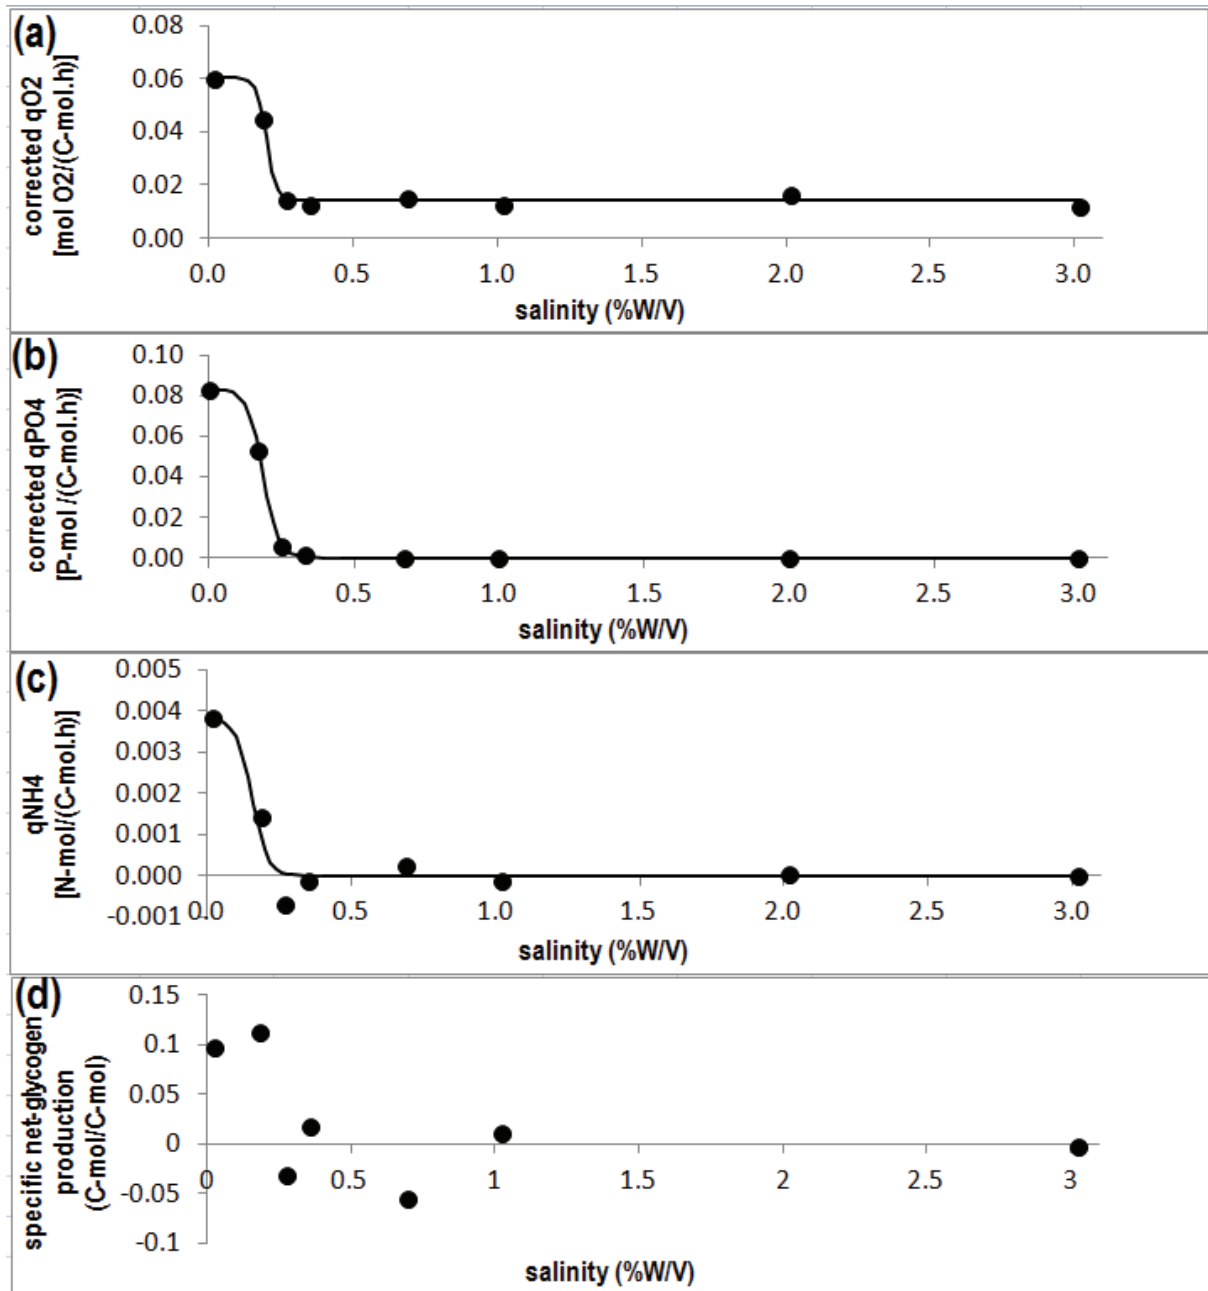 (a)
corrected qO2
[mol O2/(C-mol.h)]
0.08
0.06
0.04
0.02
0.00
0.0 0.5 1.0 1.5 2.0 2.5 3.0
salinity (%W/V)
(b)
corrected qPO4
[P-mol /(C-mol.h)]
0.10
0.08
0.06
0.04
0.02
0.00
0.0 0.5 1.0 1.5 2.0 2.5 3.0
salinity (%W/V)
(c)
qNH4
[N-mol/(C-mol.h)]
0.005
0.004
0.003
0.002
0.001
0.000
-0.001
0.0 0.5 1.0 1.5 2.0 2.5 3.0
salinity (%W/V)
(d)
specific net-glycogen
production
(C-mol/C-mol)
0.15
0.1
0.05
0
-0.05
-0.1
0 0.5 1 1.5 2 2.5 3
salinity (%W/V)